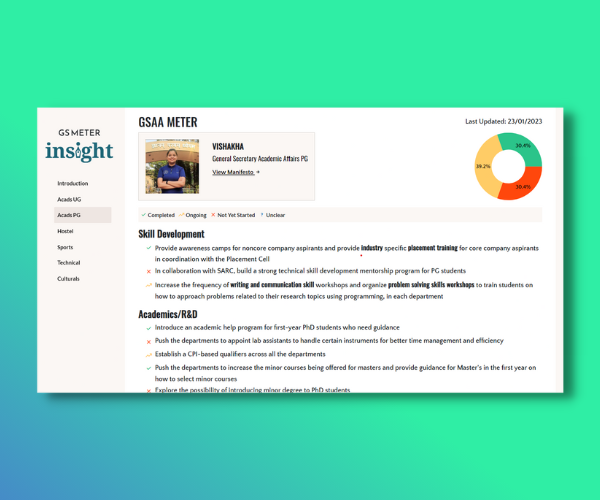 GSMETER
insight
Introduction
Acads UG
Acads PG
Hostel
Sports
Technical
Culturals
GSAA METER
Last Updated: 23/01/2023
VISHAKHA
General Secretary Academic Affairs PG
View Manifesto →
30.4%
39.2%
30.4%
Completed Ongoing Not Yet Started Unclear
Skill Development
Provide awareness camps for noncore company aspirants and provide industry specific placement training for core company aspirants
in coordination with the Placement Cell
In collaboration with SARC, build a strong technical skill development mentorship program for PG students
Increase the frequency of writing and communication skill workshops and organize problem solving skills workshops to train students on
how to approach problems related to their research topics using programming, in each department
Academics/R&D
Introduce an academic help program for first-year PhD students who need guidance
Push the departments to appoint lab assistants to handle certain instruments for better time management and efficiency
Establish a CPI-based qualifiers across all the departments
Push the departments to increase the minor courses being offered for masters and provide guidance for Master's in the first year on
how to select minor courses
Explore the possibility of introducing minor degree to PhD students